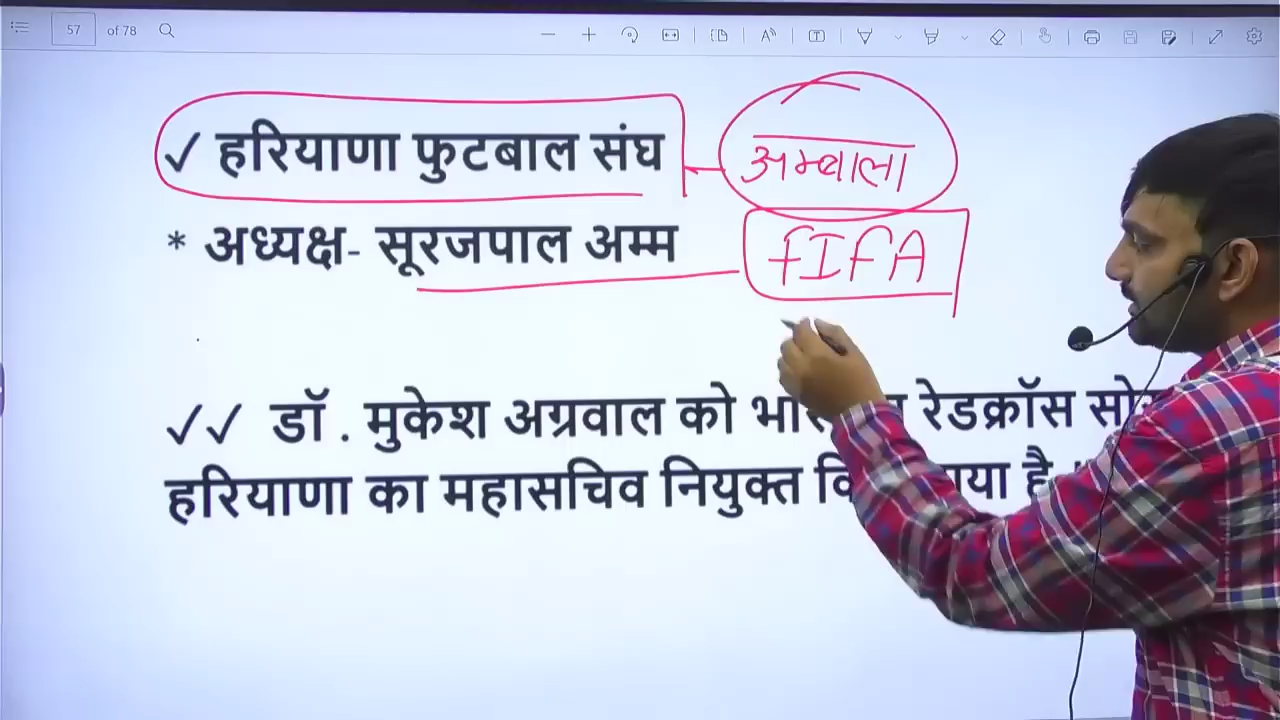 57 of 78
✓ हरियाणा फुटबाल संघ
अम्बाला
* अध्यक्ष- सूरजपाल अम्म
fIfA
✓✓ डॉ . मुकेश अग्रवाल को रेडक्रॉस
हरियाणा का महासचिव नियुक्त है